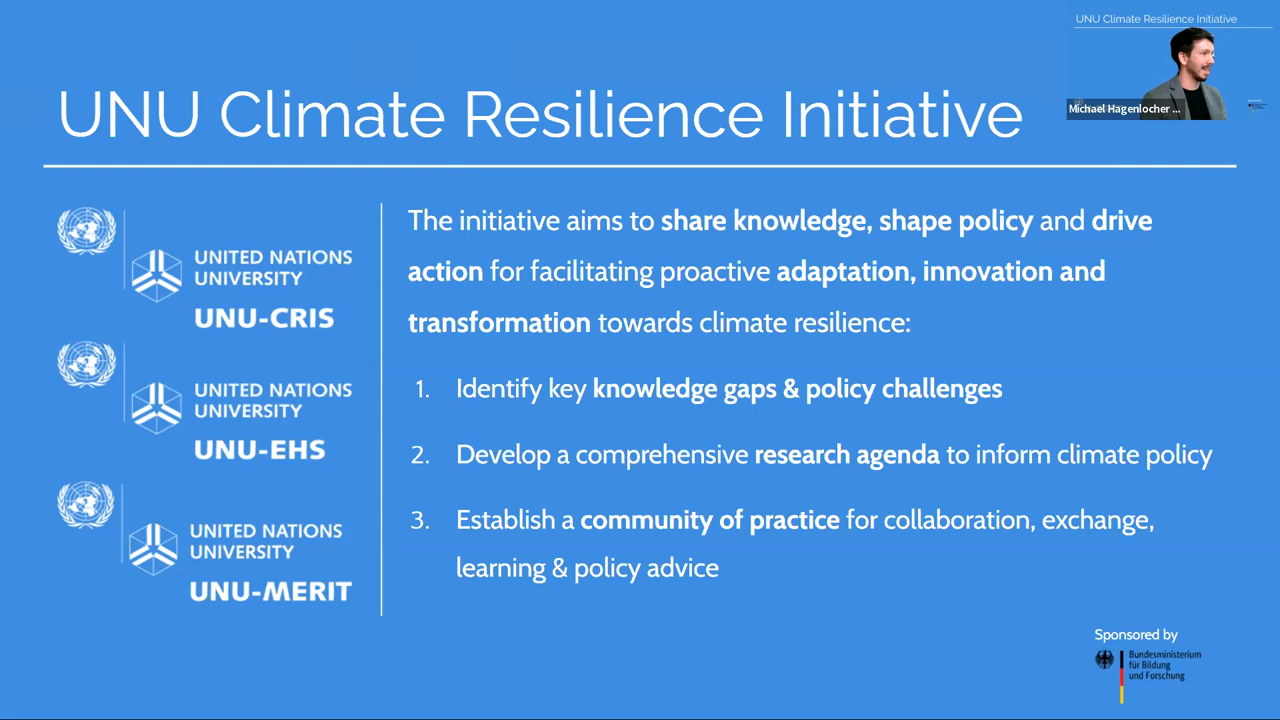 UNU Climate Resilience Initiative
Michael Hagenlocher ...
UNU Climate Resilience Initiative
UNITED NATIONS
UNIVERSITY
UNU-CRIS
UNITED NATIONS
UNIVERSITY
UNU-EHS
UNITED NATIONS
UNIVERSITY
UNU-MERIT
The initiative aims to share knowledge, shape policy and drive
action for facilitating proactive adaptation, innovation and
transformation towards climate resilience:
1. Identify key knowledge gaps & policy challenges
2. Develop a comprehensive research agenda to inform climate policy
3. Establish a community of practice for collaboration, exchange,
learning & policy advice
Sponsored by
Bundesministerium
für Bildung
und Forschung